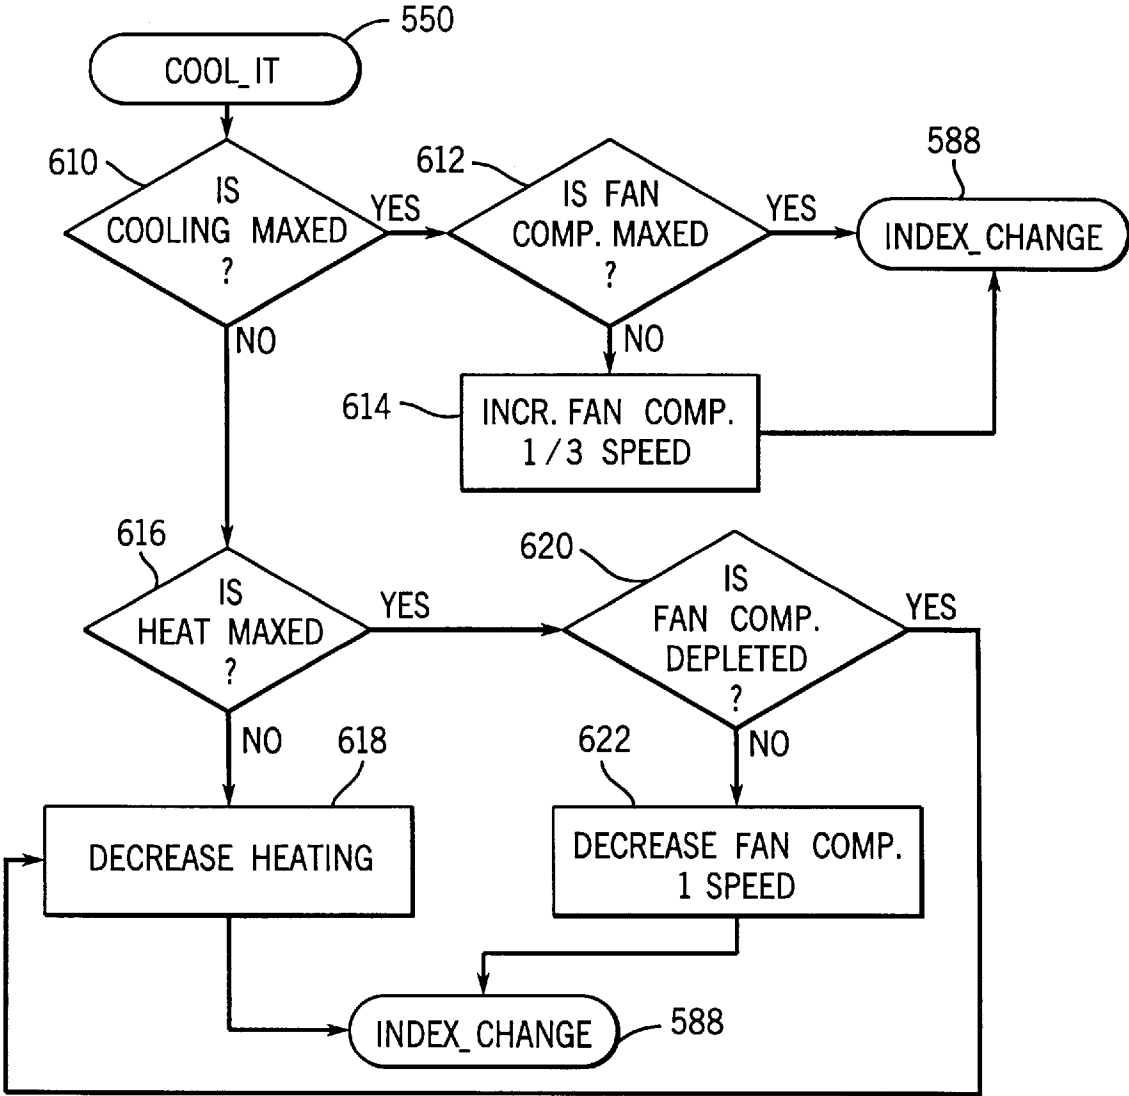 550
COOL_IT
610
IS
COOLING MAXED
?
YES
NO
612
IS FAN
COMP. MAXED
?
YES
NO
588
INDEX_CHANGE
614
INCR. FAN COMP.
1/3 SPEED
616
IS
HEAT MAXED
?
YES
NO
620
IS
FAN COMP.
DEPLETED
?
YES
NO
618
DECREASE HEATING
622
DECREASE FAN COMP.
1 SPEED
INDEX_CHANGE
588